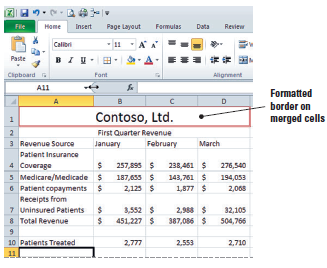 File Home Insert Page Layout Formulas Data Review
Calibri 11 A A
Paste
B I U A
Clipboard Font Alignment
A11 fx
A B C D
1 Contoso, Ltd.
Formatted
border on
merged cells
2 First Quarter Revenue
3 Revenue Source January February March
Patient Insurance
4 Coverage $ 257,895 $ 238,461 $ 276,540
5 Medicare/Medicade $ 187,655 $ 143,761 $ 194,053
6 Patient copayments $ 2,125 $ 1,877 $ 2,068
Receipts from
7 Uninsured Patients $ 3,552 $ 2,988 $ 32,105
8 Total Revenue $ 451,227 $ 387,086 $ 504,766
9
10 Patients Treated 2,777 2,553 2,710
11